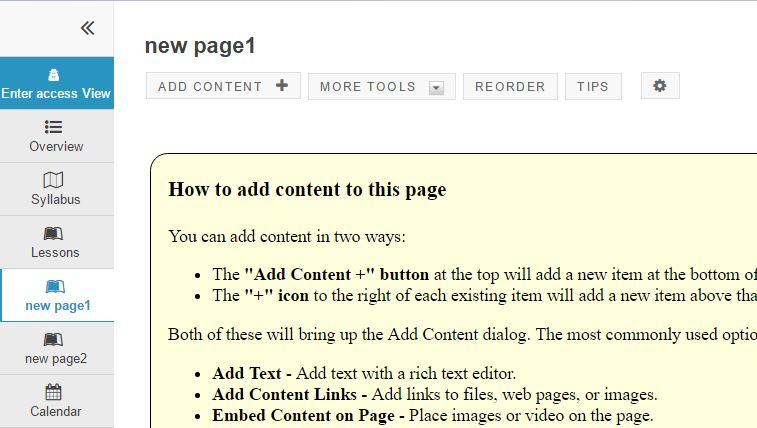 new page1
ADD CONTENT +
MORE TOOLS
REORDER
TIPS
Enter access View
Overview
Syllabus
Lessons
new page1
new page2
Calendar
How to add content to this page
You can add content in two ways:
• The "Add Content +" button at the top will add a new item at the bottom of
• The "+" icon to the right of each existing item will add a new item above tha
Both of these will bring up the Add Content dialog. The most commonly used optio
• Add Text - Add text with a rich text editor.
• Add Content Links - Add links to files, web pages, or images.
• Embed Content on Page - Place images or video on the page.